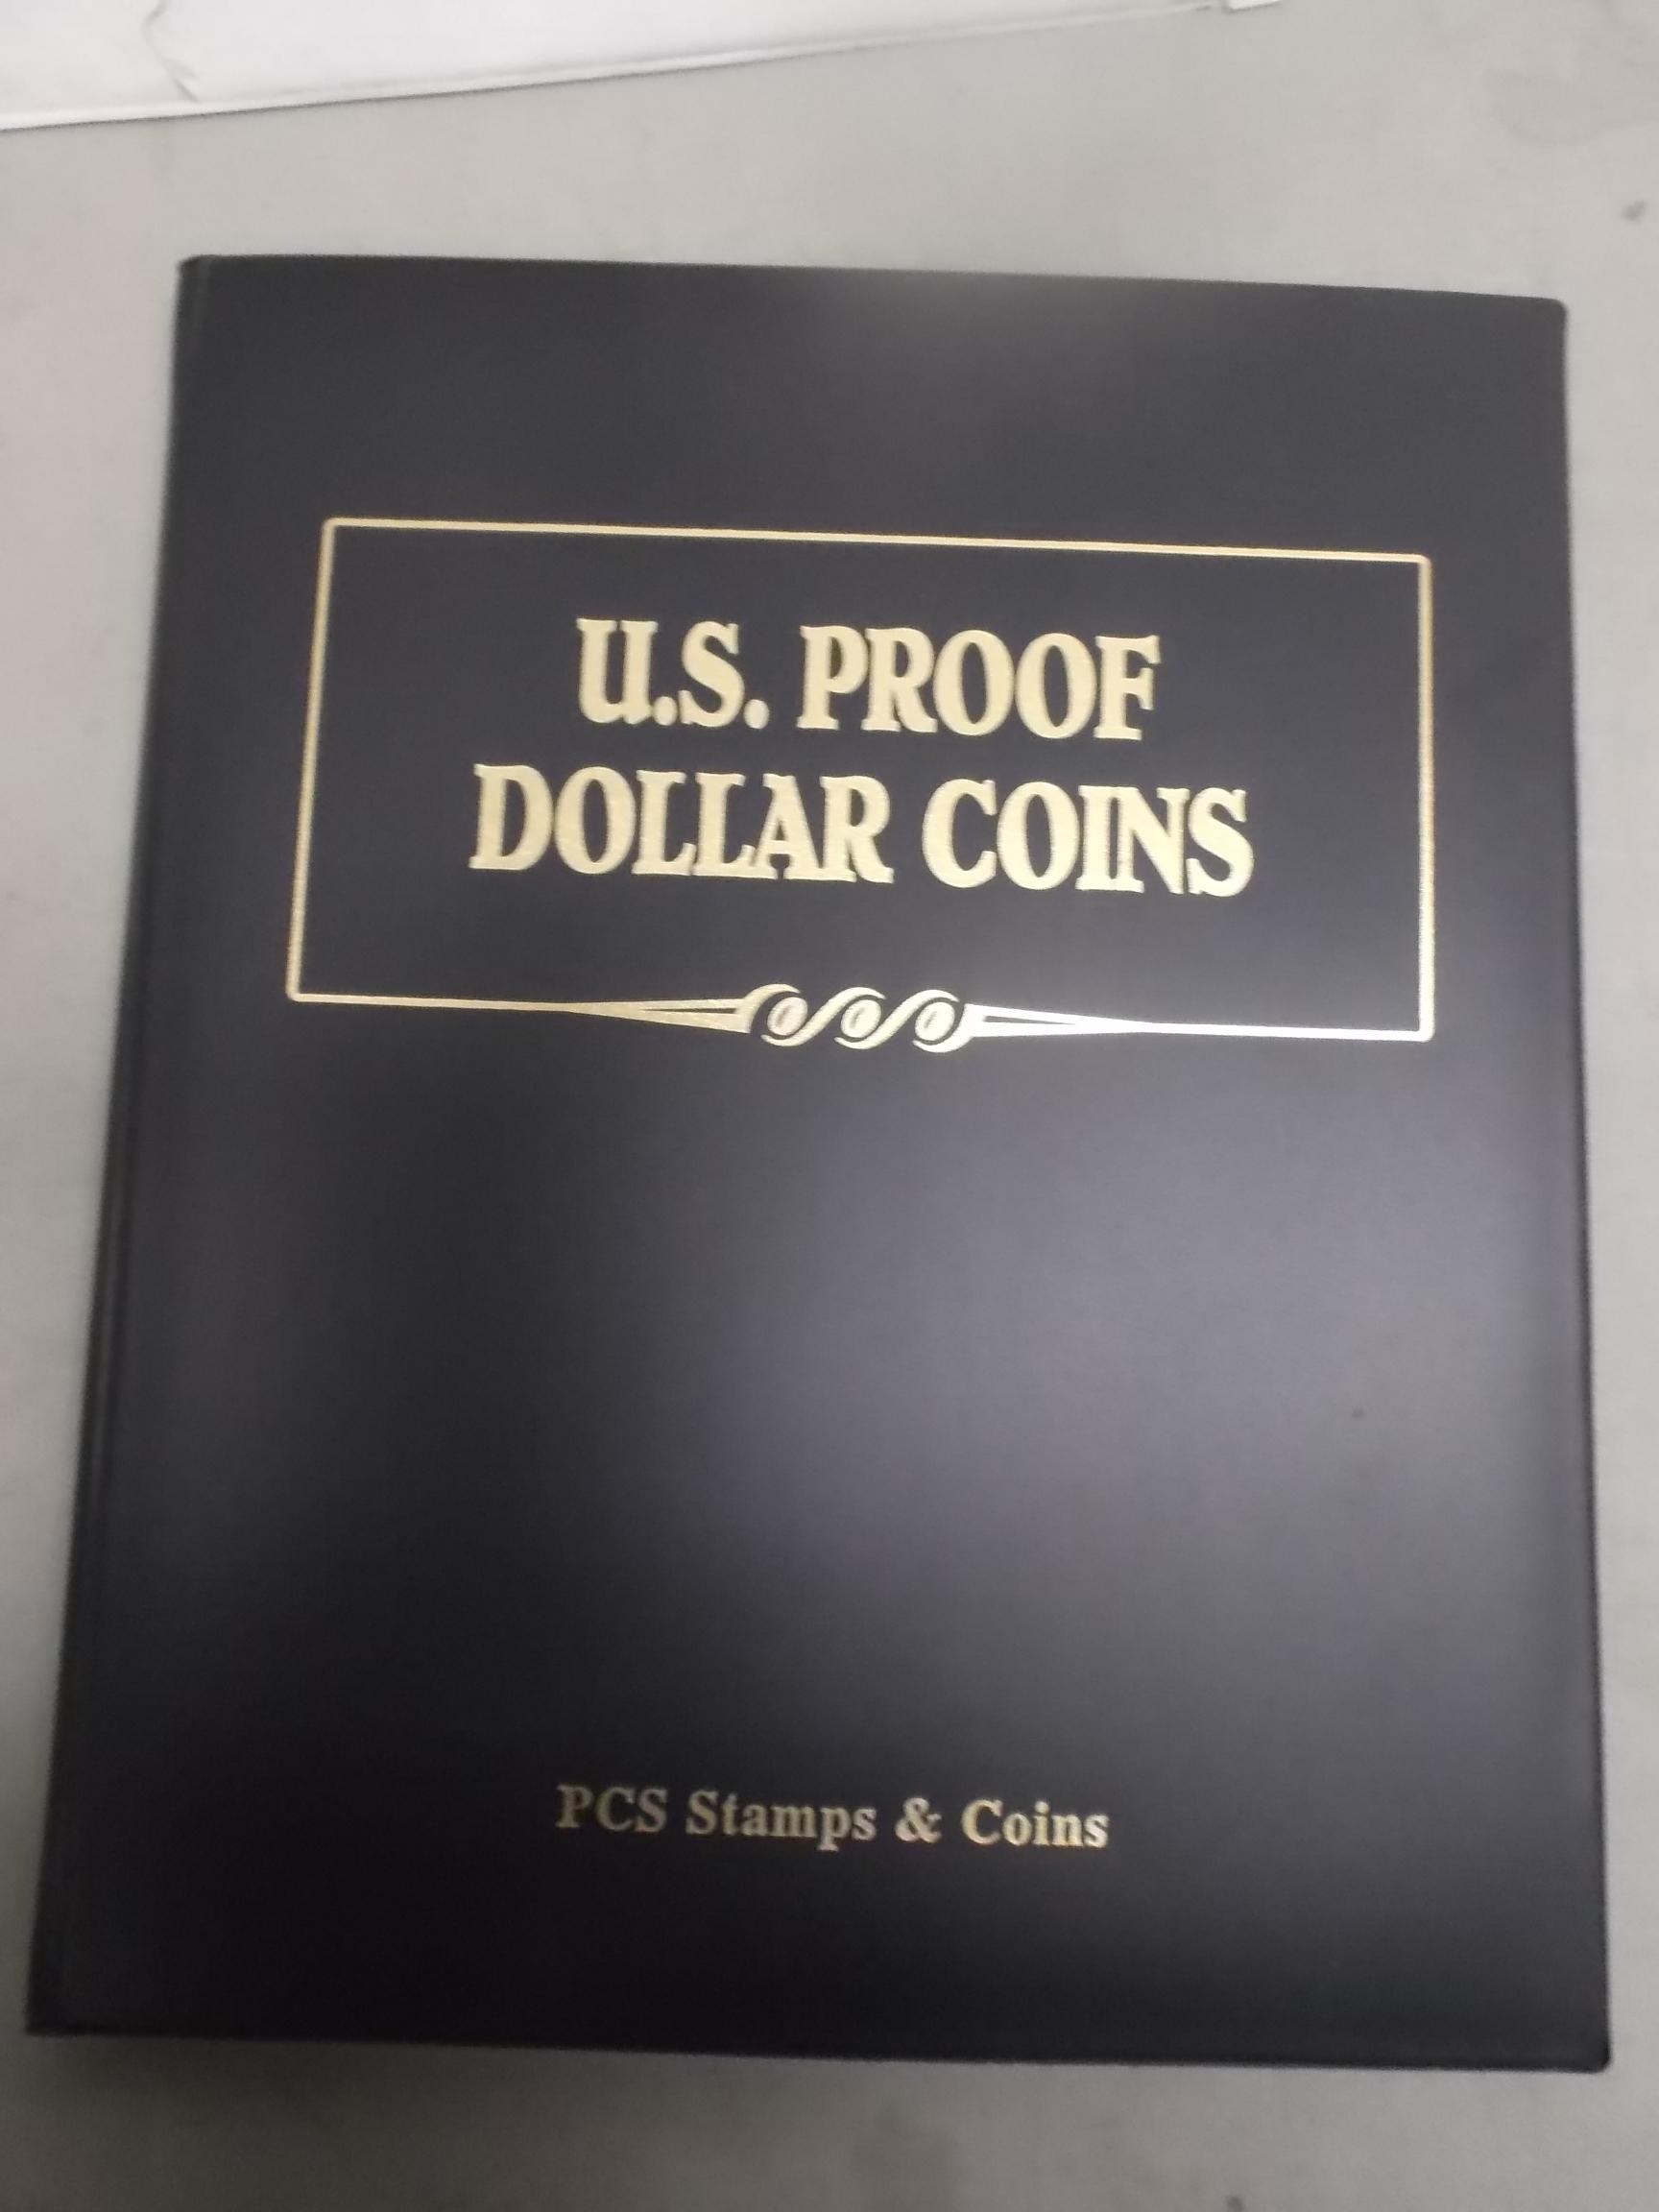 U.S. PROOF
DOLLAR COINS
PCS Stamps & Coins